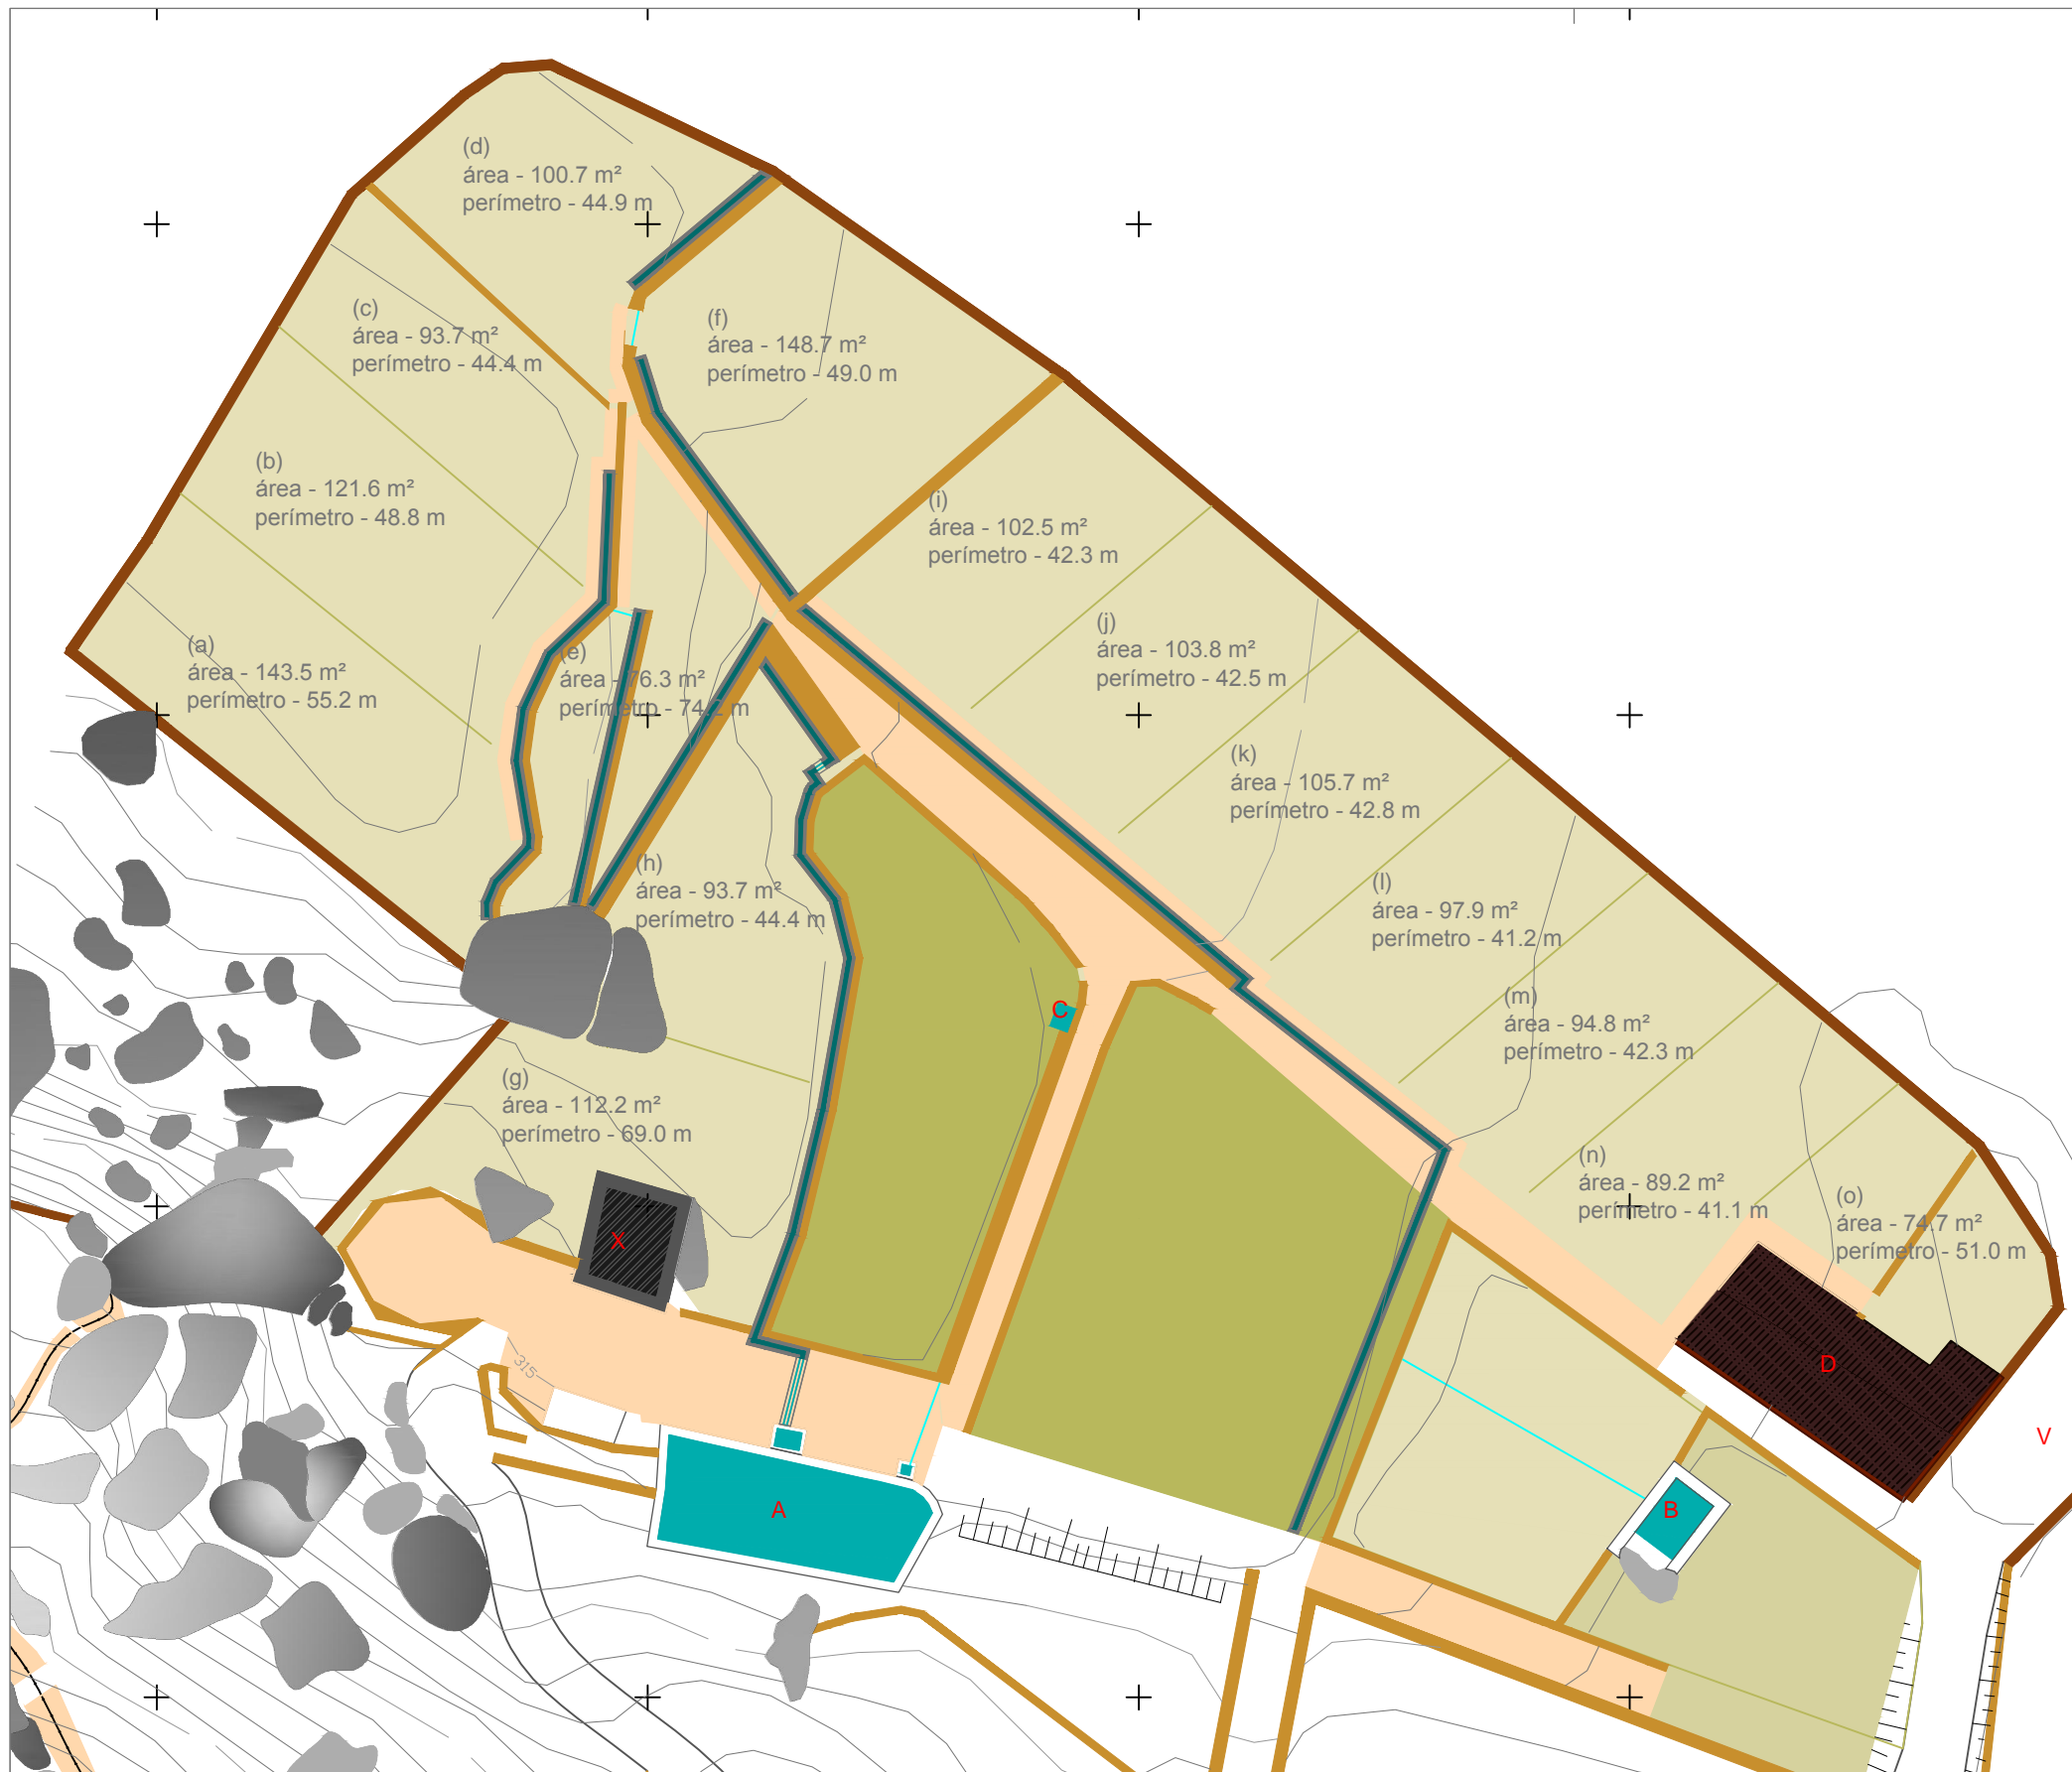 (d)
área - 100.7 m²
perímetro - 44.9 m
(c)
área - 93.7 m²
perímetro - 44.4 m
(f)
área - 148.7 m²
perímetro - 49.0 m
(b)
área - 121.6 m²
perímetro - 48.8 m
(i)
área - 102.5 m²
perímetro - 42.3 m
(a)
área - 143.5 m²
perímetro - 55.2 m
(e)
área - 76.3 m²
perímetro - 74.2 m
(j)
área - 103.8 m²
perímetro - 42.5 m
(k)
área - 105.7 m²
perímetro - 42.8 m
(h)
área - 93.7 m²
perímetro - 44.4 m
(l)
área - 97.9 m²
perímetro - 41.2 m
(m)
área - 94.8 m²
perímetro - 42.3 m
C
(g)
área - 112.2 m²
perímetro - 69.0 m
(n)
área - 89.2 m²
perímetro - 41.1 m
(o)
área - 74.7 m²
perímetro - 51.0 m
X
315
D
V
A
B